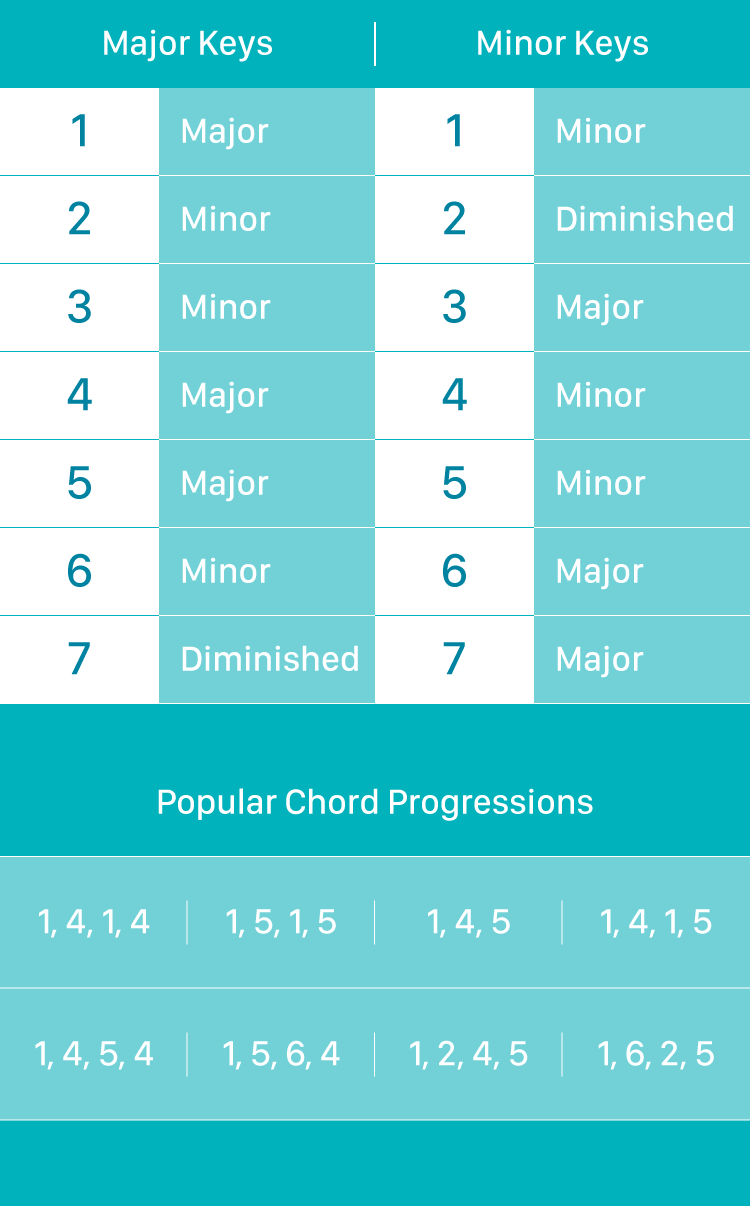 Major Keys | Minor Keys
1 Major 1 Minor
2 Minor 2 Diminished
3 Minor 3 Major
4 Major 4 Minor
5 Major 5 Minor
6 Minor 6 Major
7 Diminished 7 Major
Popular Chord Progressions
1, 4, 1, 4 | 1, 5, 1, 5 | 1, 4, 5 | 1, 4, 1, 5
1, 4, 5, 4 | 1, 5, 6, 4 | 1, 2, 4, 5 | 1, 6, 2, 5